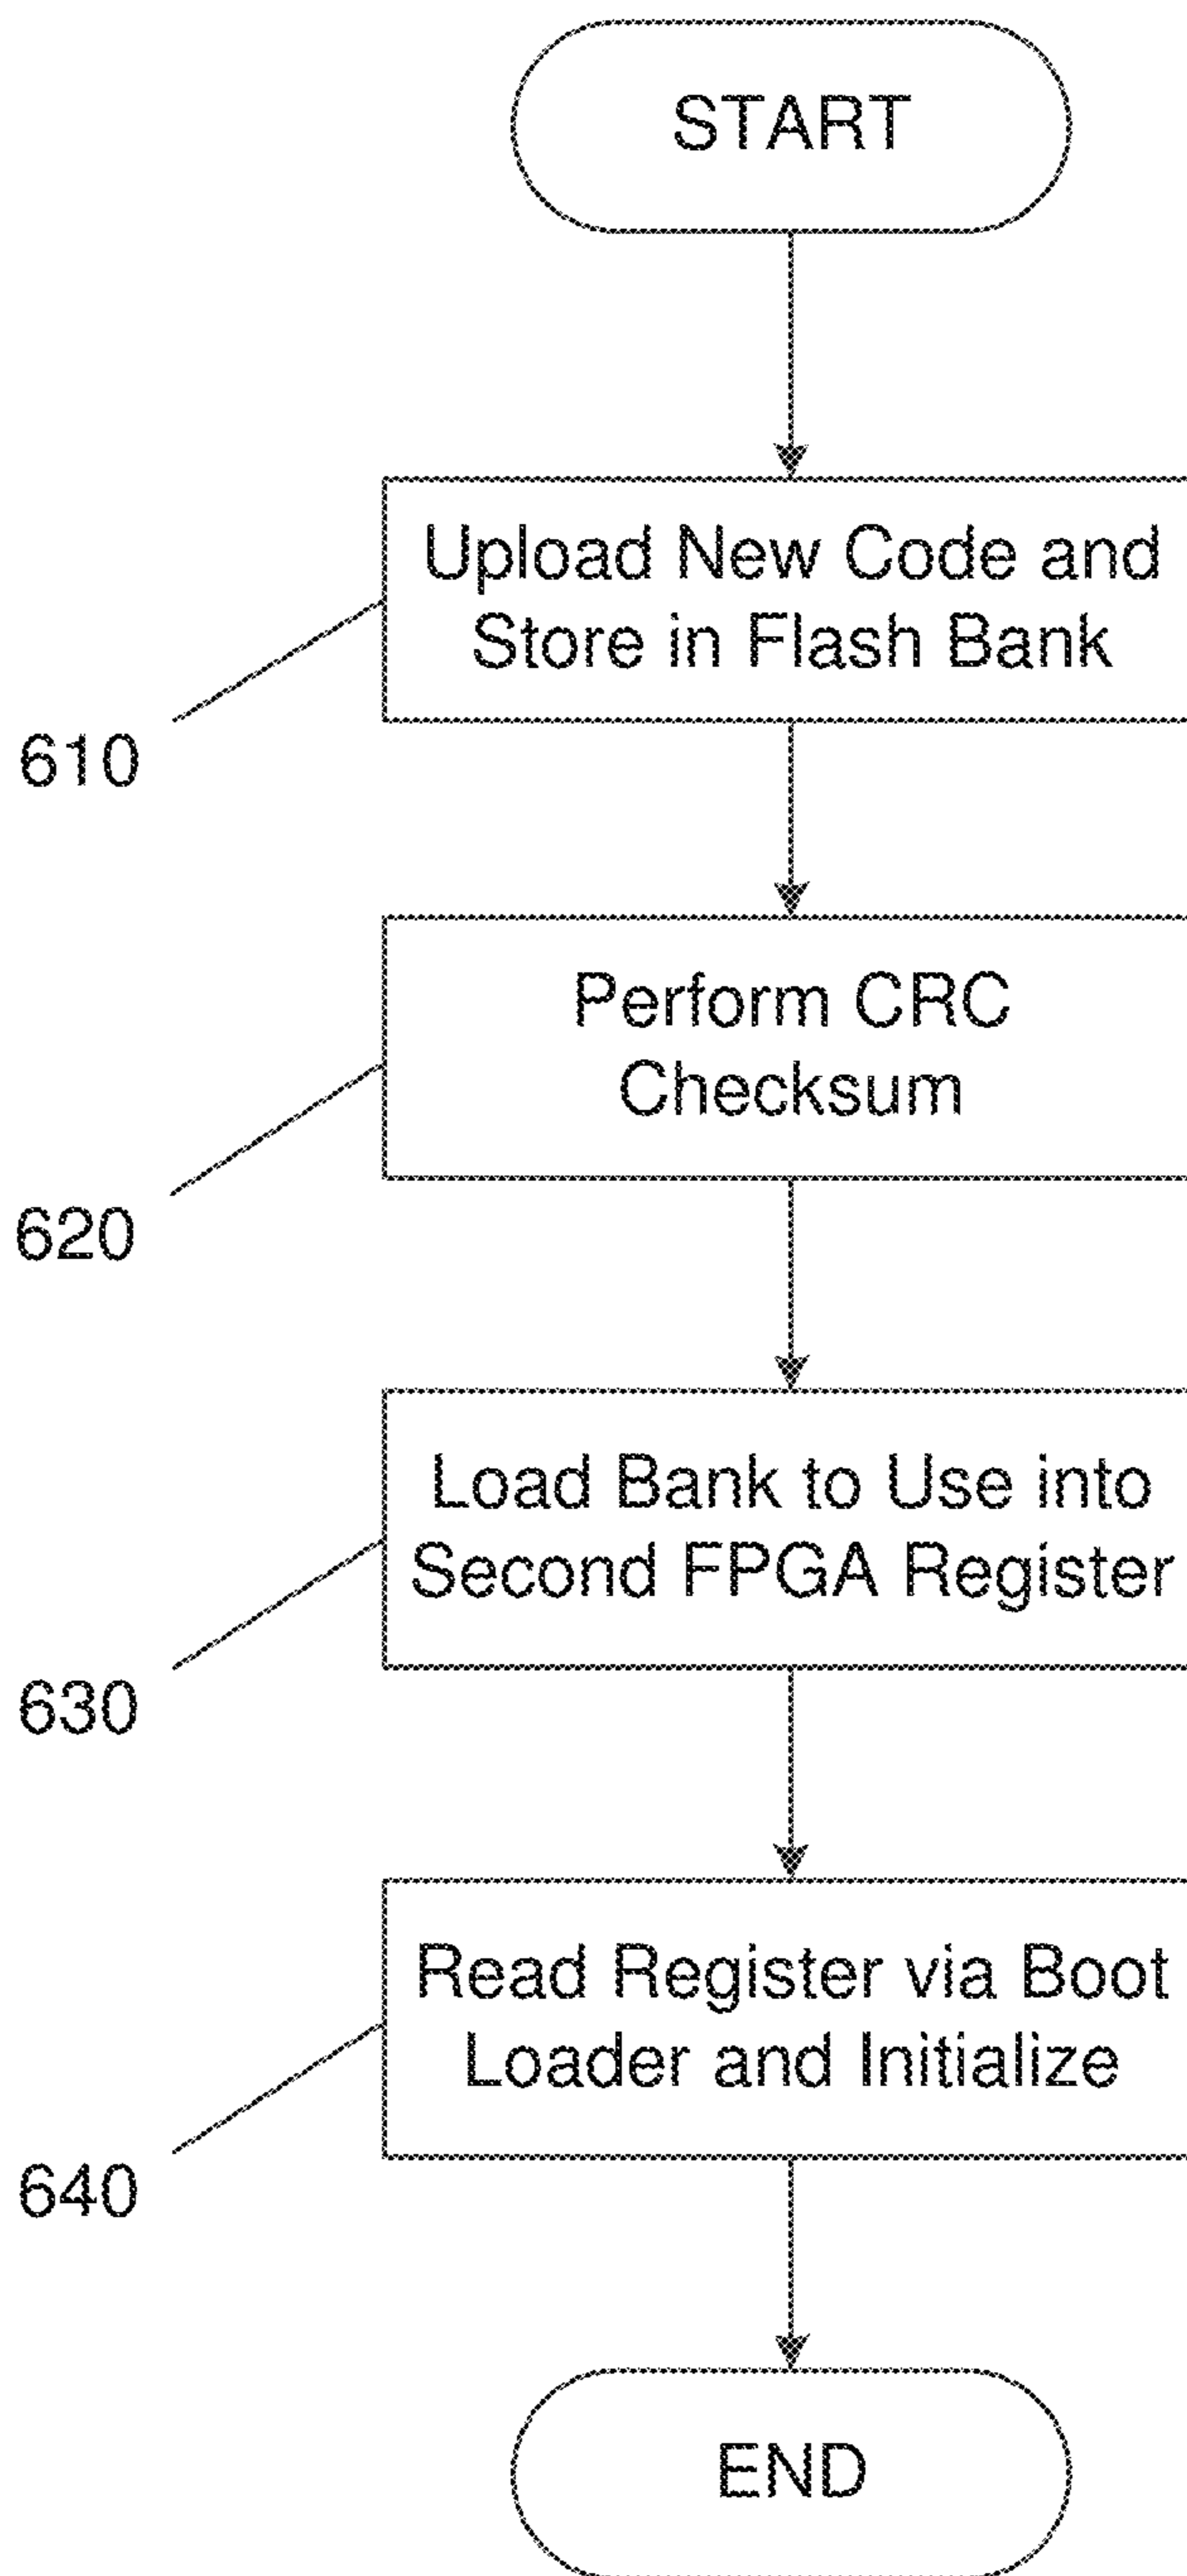 START
Upload New Code and
Store in Flash Bank
610
Perform CRC
Checksum
620
Load Bank to Use into
Second FPGA Register
630
Read Register via Boot
Loader and Initialize
640
END